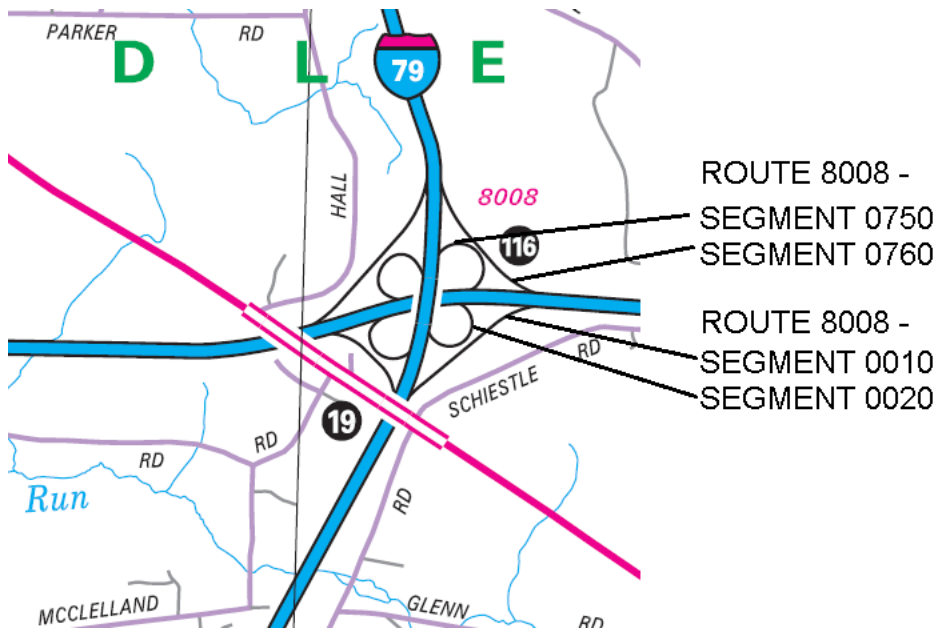 PARKER RD
D L E
79
HALL
8008
116
ROUTE 8008 -
SEGMENT 0750
SEGMENT 0760
ROUTE 8008 -
SEGMENT 0010
SEGMENT 0020
SCHIESTLE RD
19
RD
RD
Run
RD
MCCLELLAND
GLENN RD